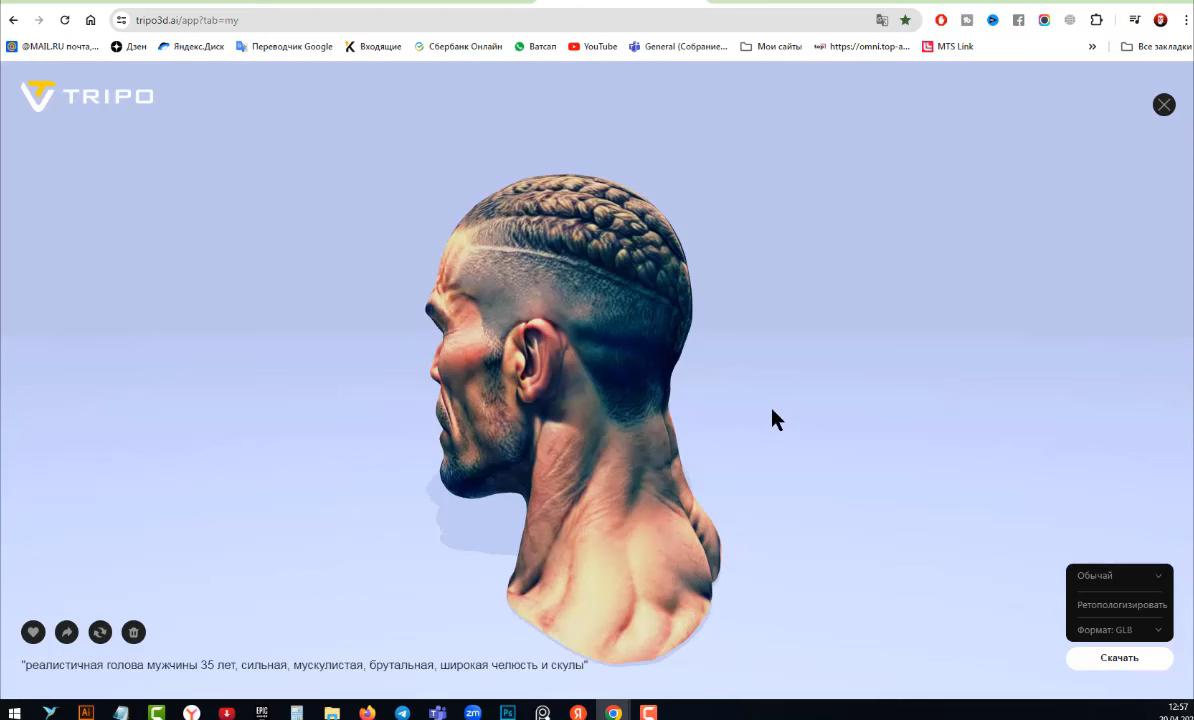 tripo3d.ai/app?tab=my
@MAIL.RU почта,... Дзен Яндекс.Диск Переводчик Google Входящие Сбербанк Онлайн Ватсап YouTube General (Собрание... Мои сайты https://omni.top-a... MTS Link » Все закладки
TRIPO
Обычай
Ретопологизировать
Формат: GLB
Скачать
"реалистичная голова мужчины 35 лет, сильная, мускулистая, брутальная, широкая челюсть и скулы"
12:57